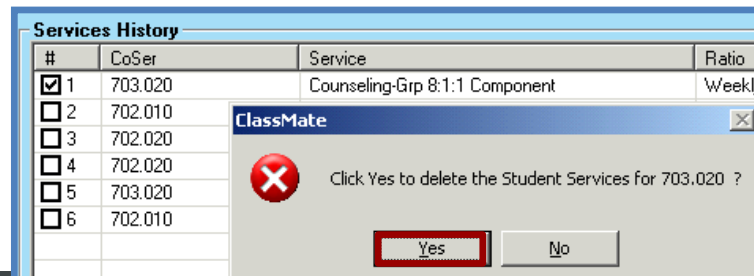 Services History
# CoSer Service Ratio
1 703.020 Counseling-Grp 8:1:1 Component Weekl
2 702.010
ClassMate
3 702.020
4 702.020
Click Yes to delete the Student Services for 703.020 ?
5 703.020
6 702.010
Yes No